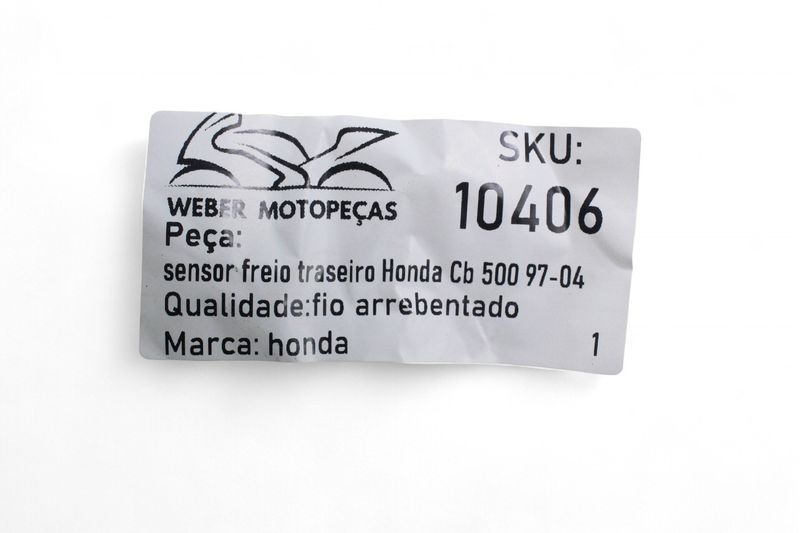 WEBER MOTOPEÇAS
SKU:
10406
Peça:
sensor freio traseiro Honda Cb 500 97-04
Qualidade:fio arrebentado
Marca: honda 1